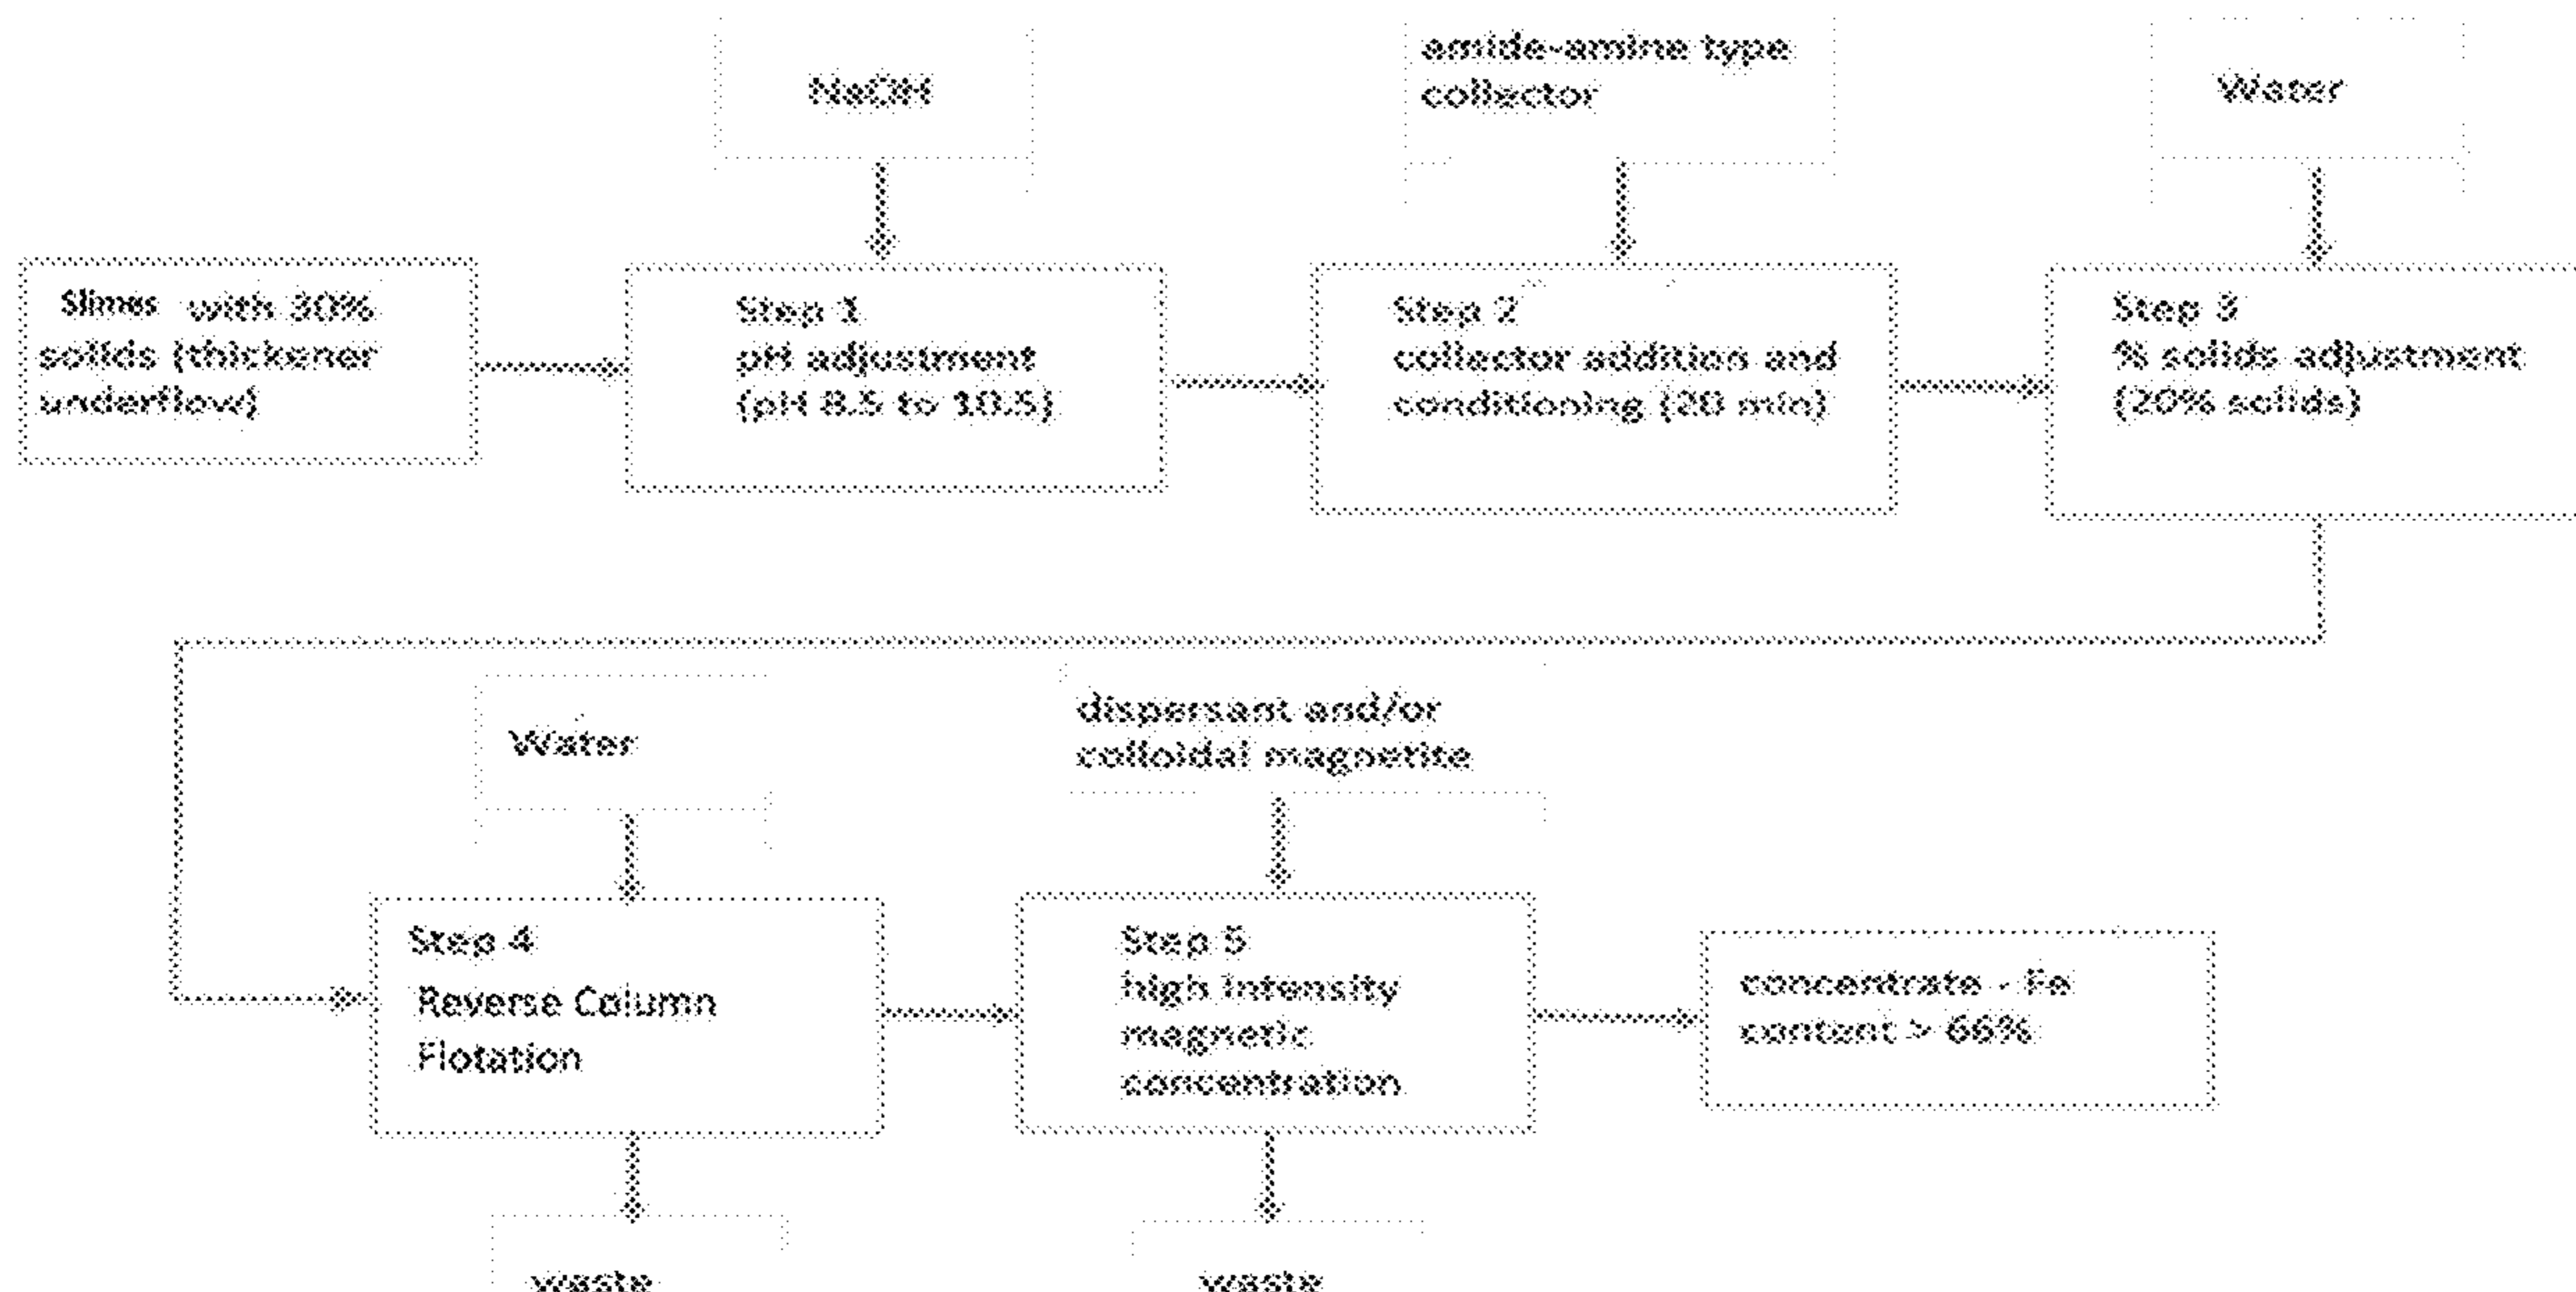 NaOH
amide-amine type
collector
Water
Slimes with 30%
solids (thickener
underflow)
Step 1
pH adjustment
(pH 8.5 to 10.5)
Step 2
collector addition and
conditioning (20 min)
Step 3
% solids adjustment
(20% solids)
Water
dispersant and/or
colloidal magnetite
Step 4
Reverse Column
Flotation
Step 5
high intensity
magnetic
concentration
concentrate - Fe
content > 66%
waste
waste